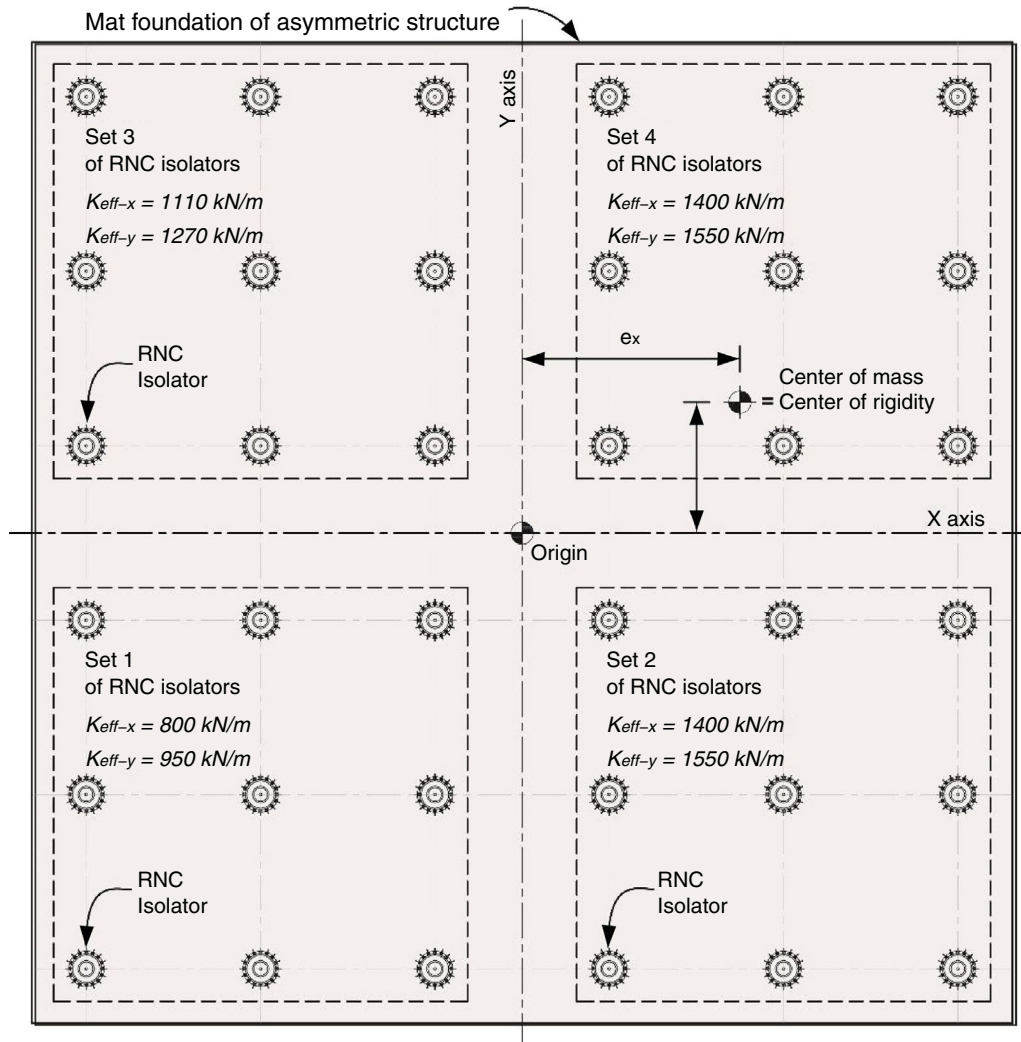 Mat foundation of asymmetric structure
Y axis
Set 3
of RNC isolators
Keff-x = 1110 kN/m
Keff-y = 1270 kN/m
Set 4
of RNC isolators
Keff-x = 1400 kN/m
Keff-y = 1550 kN/m
RNC
Isolator
ex
Center of mass
= Center of rigidity
X axis
Origin
Set 1
of RNC isolators
Keff-x = 800 kN/m
Keff-y = 950 kN/m
Set 2
of RNC isolators
Keff-x = 1400 kN/m
Keff-y = 1550 kN/m
RNC
Isolator
RNC
Isolator